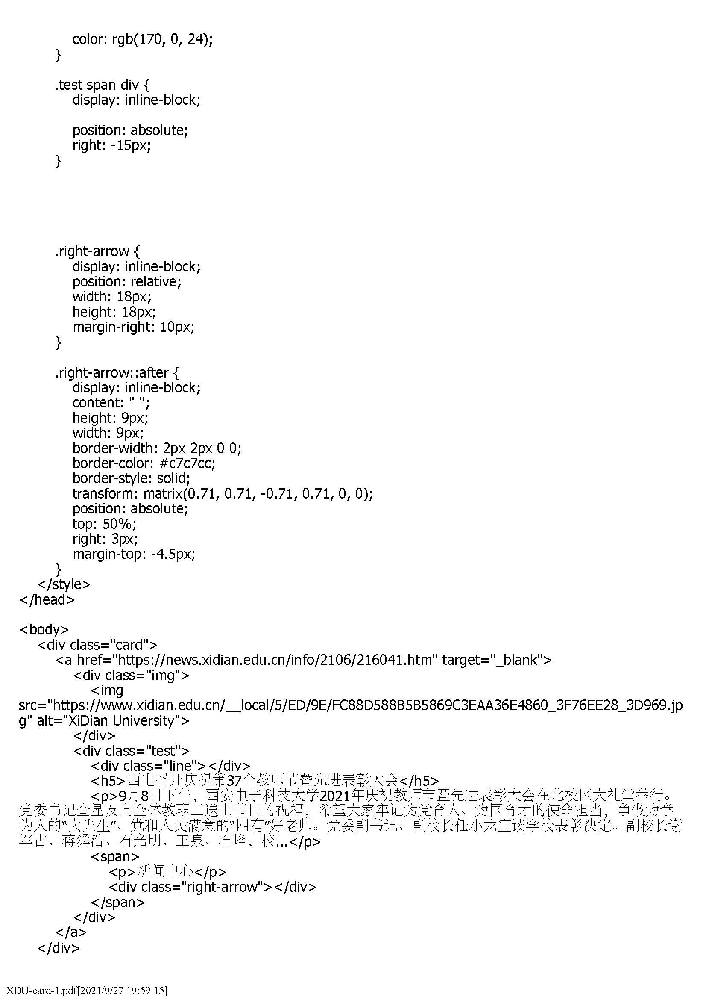 color: rgb(170, 0, 24);
}
.test span div {
display: inline-block;
position: absolute;
right: -15px;
}
.right-arrow {
display: inline-block;
position: relative;
width: 18px;
height: 18px;
margin-right: 10px;
}
.right-arrow::after {
display: inline-block;
content: " ";
height: 9px;
width: 9px;
border-width: 2px 2px 0 0;
border-color: #c7c7cc;
border-style: solid;
transform: matrix(0.71, 0.71, -0.71, 0.71, 0, 0);
position: absolute;
top: 50%;
right: 3px;
margin-top: -4.5px;
}
</style>
</head>
<body>
<div class="card">
<a href="https://news.xidian.edu.cn/info/2106/216041.htm" target="_blank">
<div class="img">
<img
src="https://www.xidian.edu.cn/__local/5/ED/9E/FC88D588B5B5869C3EAA36E4860_3F76EE28_3D969.jp
g" alt="XiDian University">
</div>
<div class="test">
<div class="line"></div>
<h5>西电召开庆祝第37个教师节暨先进表彰大会</h5>
<p>9月8日下午，西安电子科技大学2021年庆祝教师节暨先进表彰大会在北校区大礼堂举行。
党委书记查显友向全体教职工送上节日的祝福，希望大家牢记为党育人、为国育才的使命担当，争做为学
为人的“大先生”、党和人民满意的“四有”好老师。党委副书记、副校长任小龙宣读学校表彰决定。副校长谢
军占、蒋舜浩、石光明、王泉、石峰，校...</p>
<span>
<p>新闻中心</p>
<div class="right-arrow"></div>
</span>
</div>
</a>
</div>
XDU-card-1.pdf[2021/9/27 19:59:15]